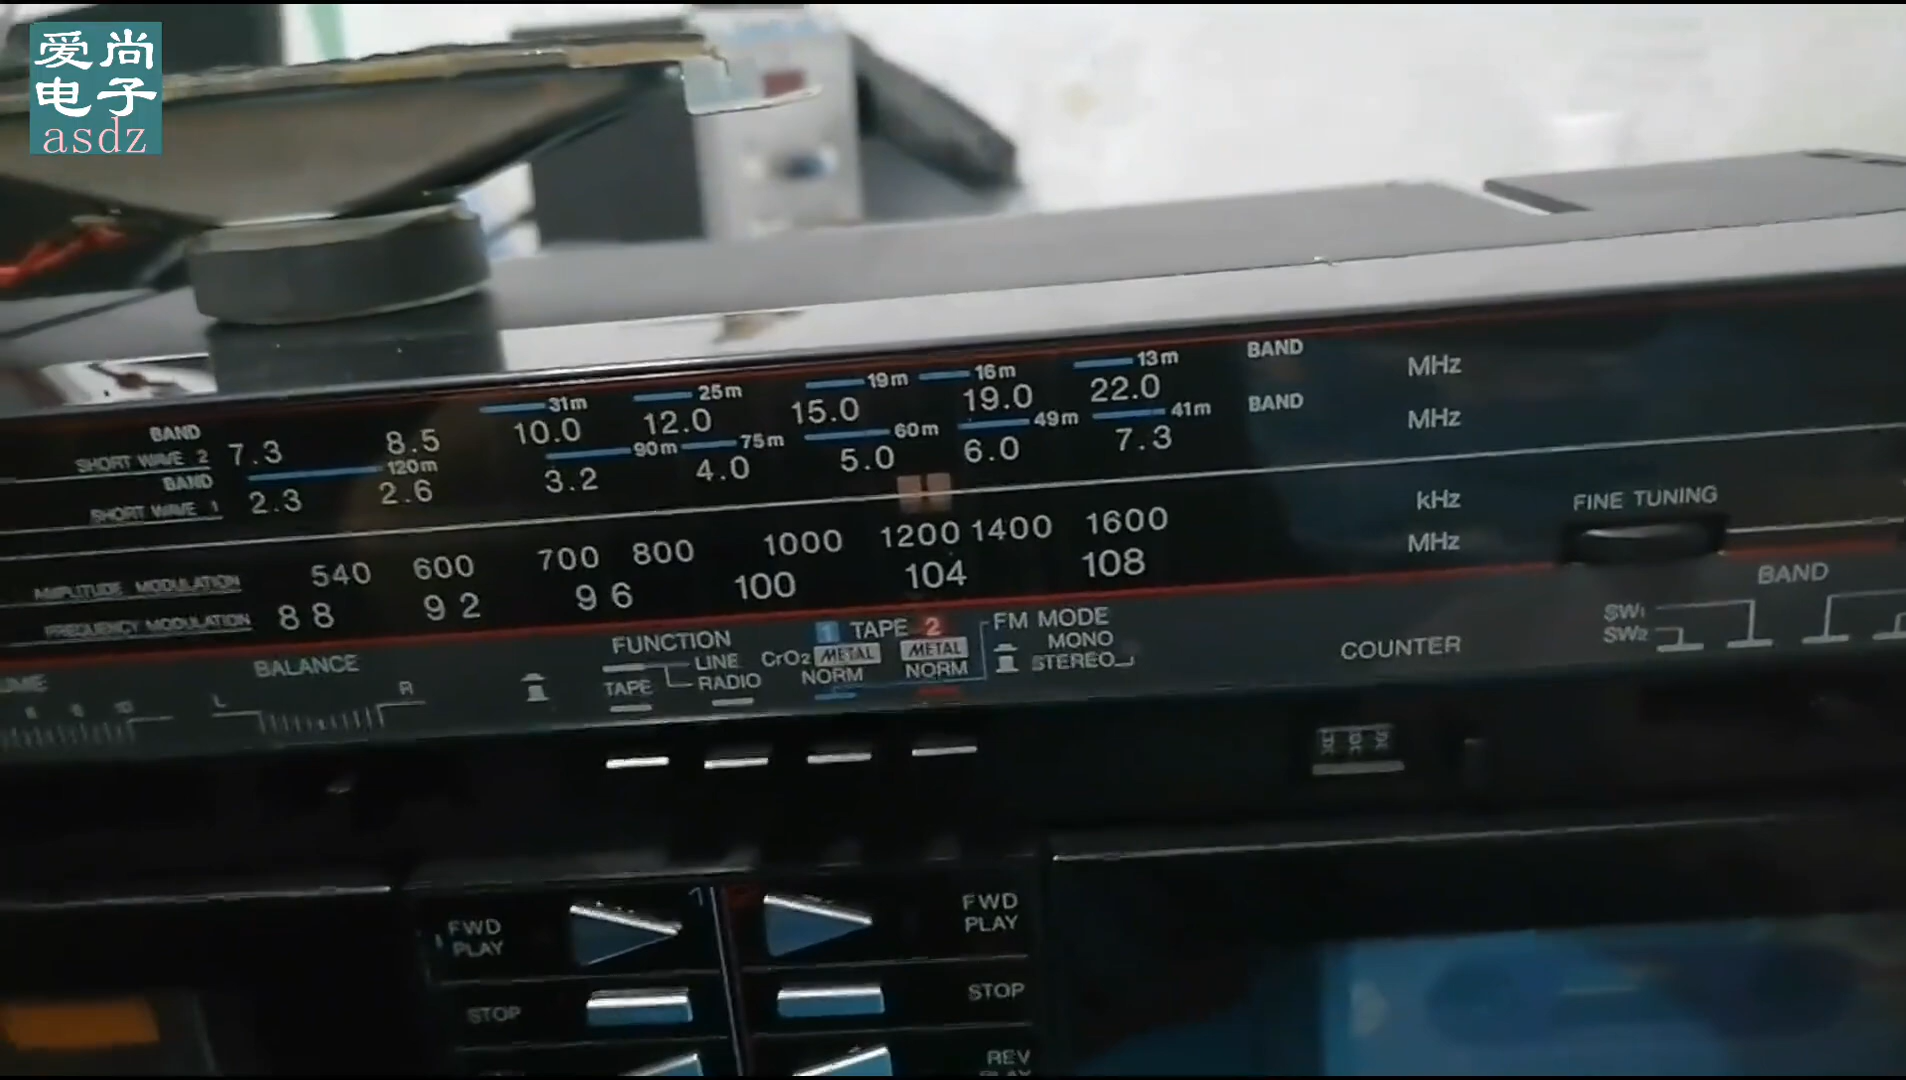 爱尚
电子
asdz
BAND 31m 25m 19m 16m 13m BAND
SHORT WAVE 2 7.3 8.5 10.0 12.0 15.0 19.0 22.0 MHz
BAND 120m 90m 75m 60m 49m 41m BAND
SHORT WAVE 1 2.3 2.6 3.2 4.0 5.0 6.0 7.3 MHz
AMPLITUDE MODULATION 540 600 700 800 1000 1200 1400 1600 kHz
FREQUENCY MODULATION 88 92 96 100 104 108 MHz
FINE TUNING
BALANCE
L R
FUNCTION
LINE
TAPE RADIO
1 TAPE 2
CrO2 METAL METAL
NORM NORM
FM MODE
MONO
STEREO
COUNTER
BAND
SW1
SW2
1
FWD
PLAY
FWD
PLAY
STOP
STOP
REV